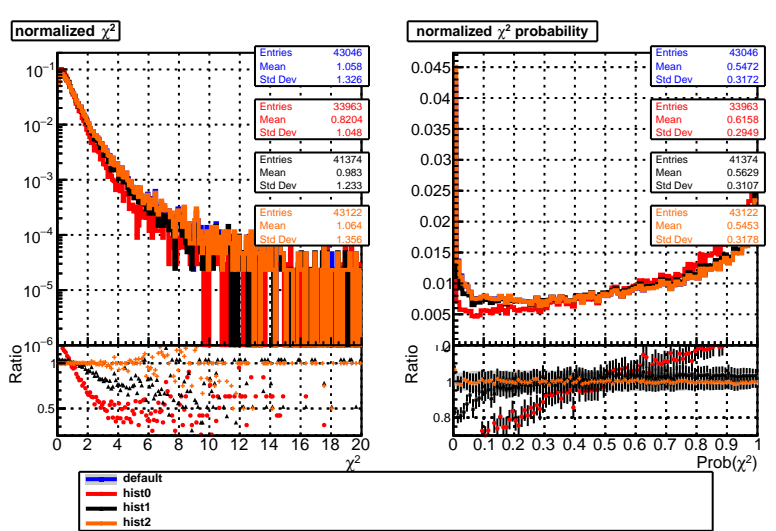 normalized χ²
Entries 43046
Mean 1.058
Std Dev 1.326
Entries 33963
Mean 0.8204
Std Dev 1.048
Entries 41374
Mean 0.983
Std Dev 1.233
Entries 43122
Mean 1.064
Std Dev 1.356
10⁻¹
10⁻²
10⁻³
10⁻⁴
10⁻⁵
10⁻⁶
Ratio
1
0.5
0 2 4 6 8 10 12 14 16 18 20
χ²
normalized χ² probability
Entries 43046
Mean 0.5472
Std Dev 0.3172
Entries 33963
Mean 0.6158
Std Dev 0.2949
Entries 41374
Mean 0.5629
Std Dev 0.3107
Entries 43122
Mean 0.5453
Std Dev 0.3178
0.045
0.04
0.035
0.03
0.025
0.02
0.015
0.01
0.005
0
Ratio
1
0.8
0 0.1 0.2 0.3 0.4 0.5 0.6 0.7 0.8 0.9 1
Prob(χ²)
default
hist0
hist1
hist2